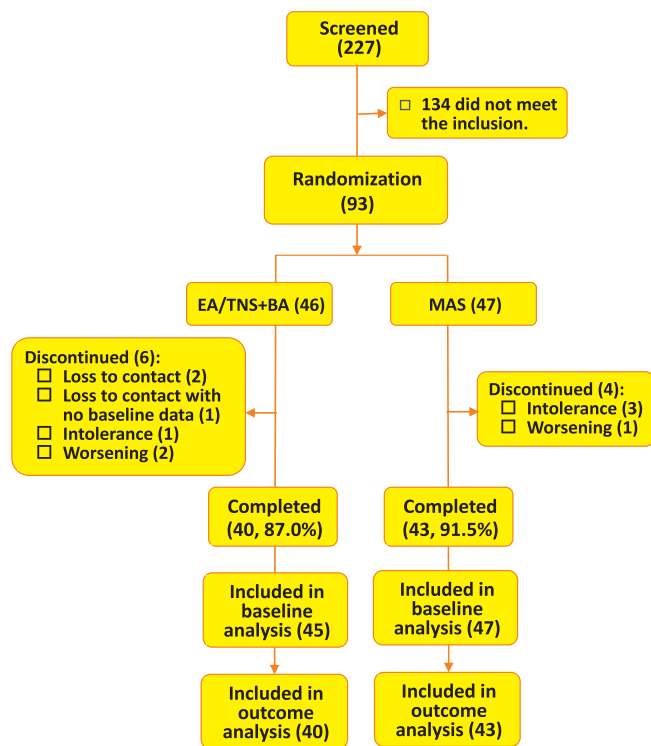 Screened
(227)
☐ 134 did not meet
the inclusion.
Randomization
(93)
EA/TNS+BA (46)
MAS (47)
Discontinued (6):
☐ Loss to contact (2)
☐ Loss to contact with
no baseline data (1)
☐ Intolerance (1)
☐ Worsening (2)
Discontinued (4):
☐ Intolerance (3)
☐ Worsening (1)
Completed
(40, 87.0%)
Completed
(43, 91.5%)
Included in
baseline
analysis (45)
Included in
baseline
analysis (47)
Included in
outcome
analysis (40)
Included in
outcome
analysis (43)